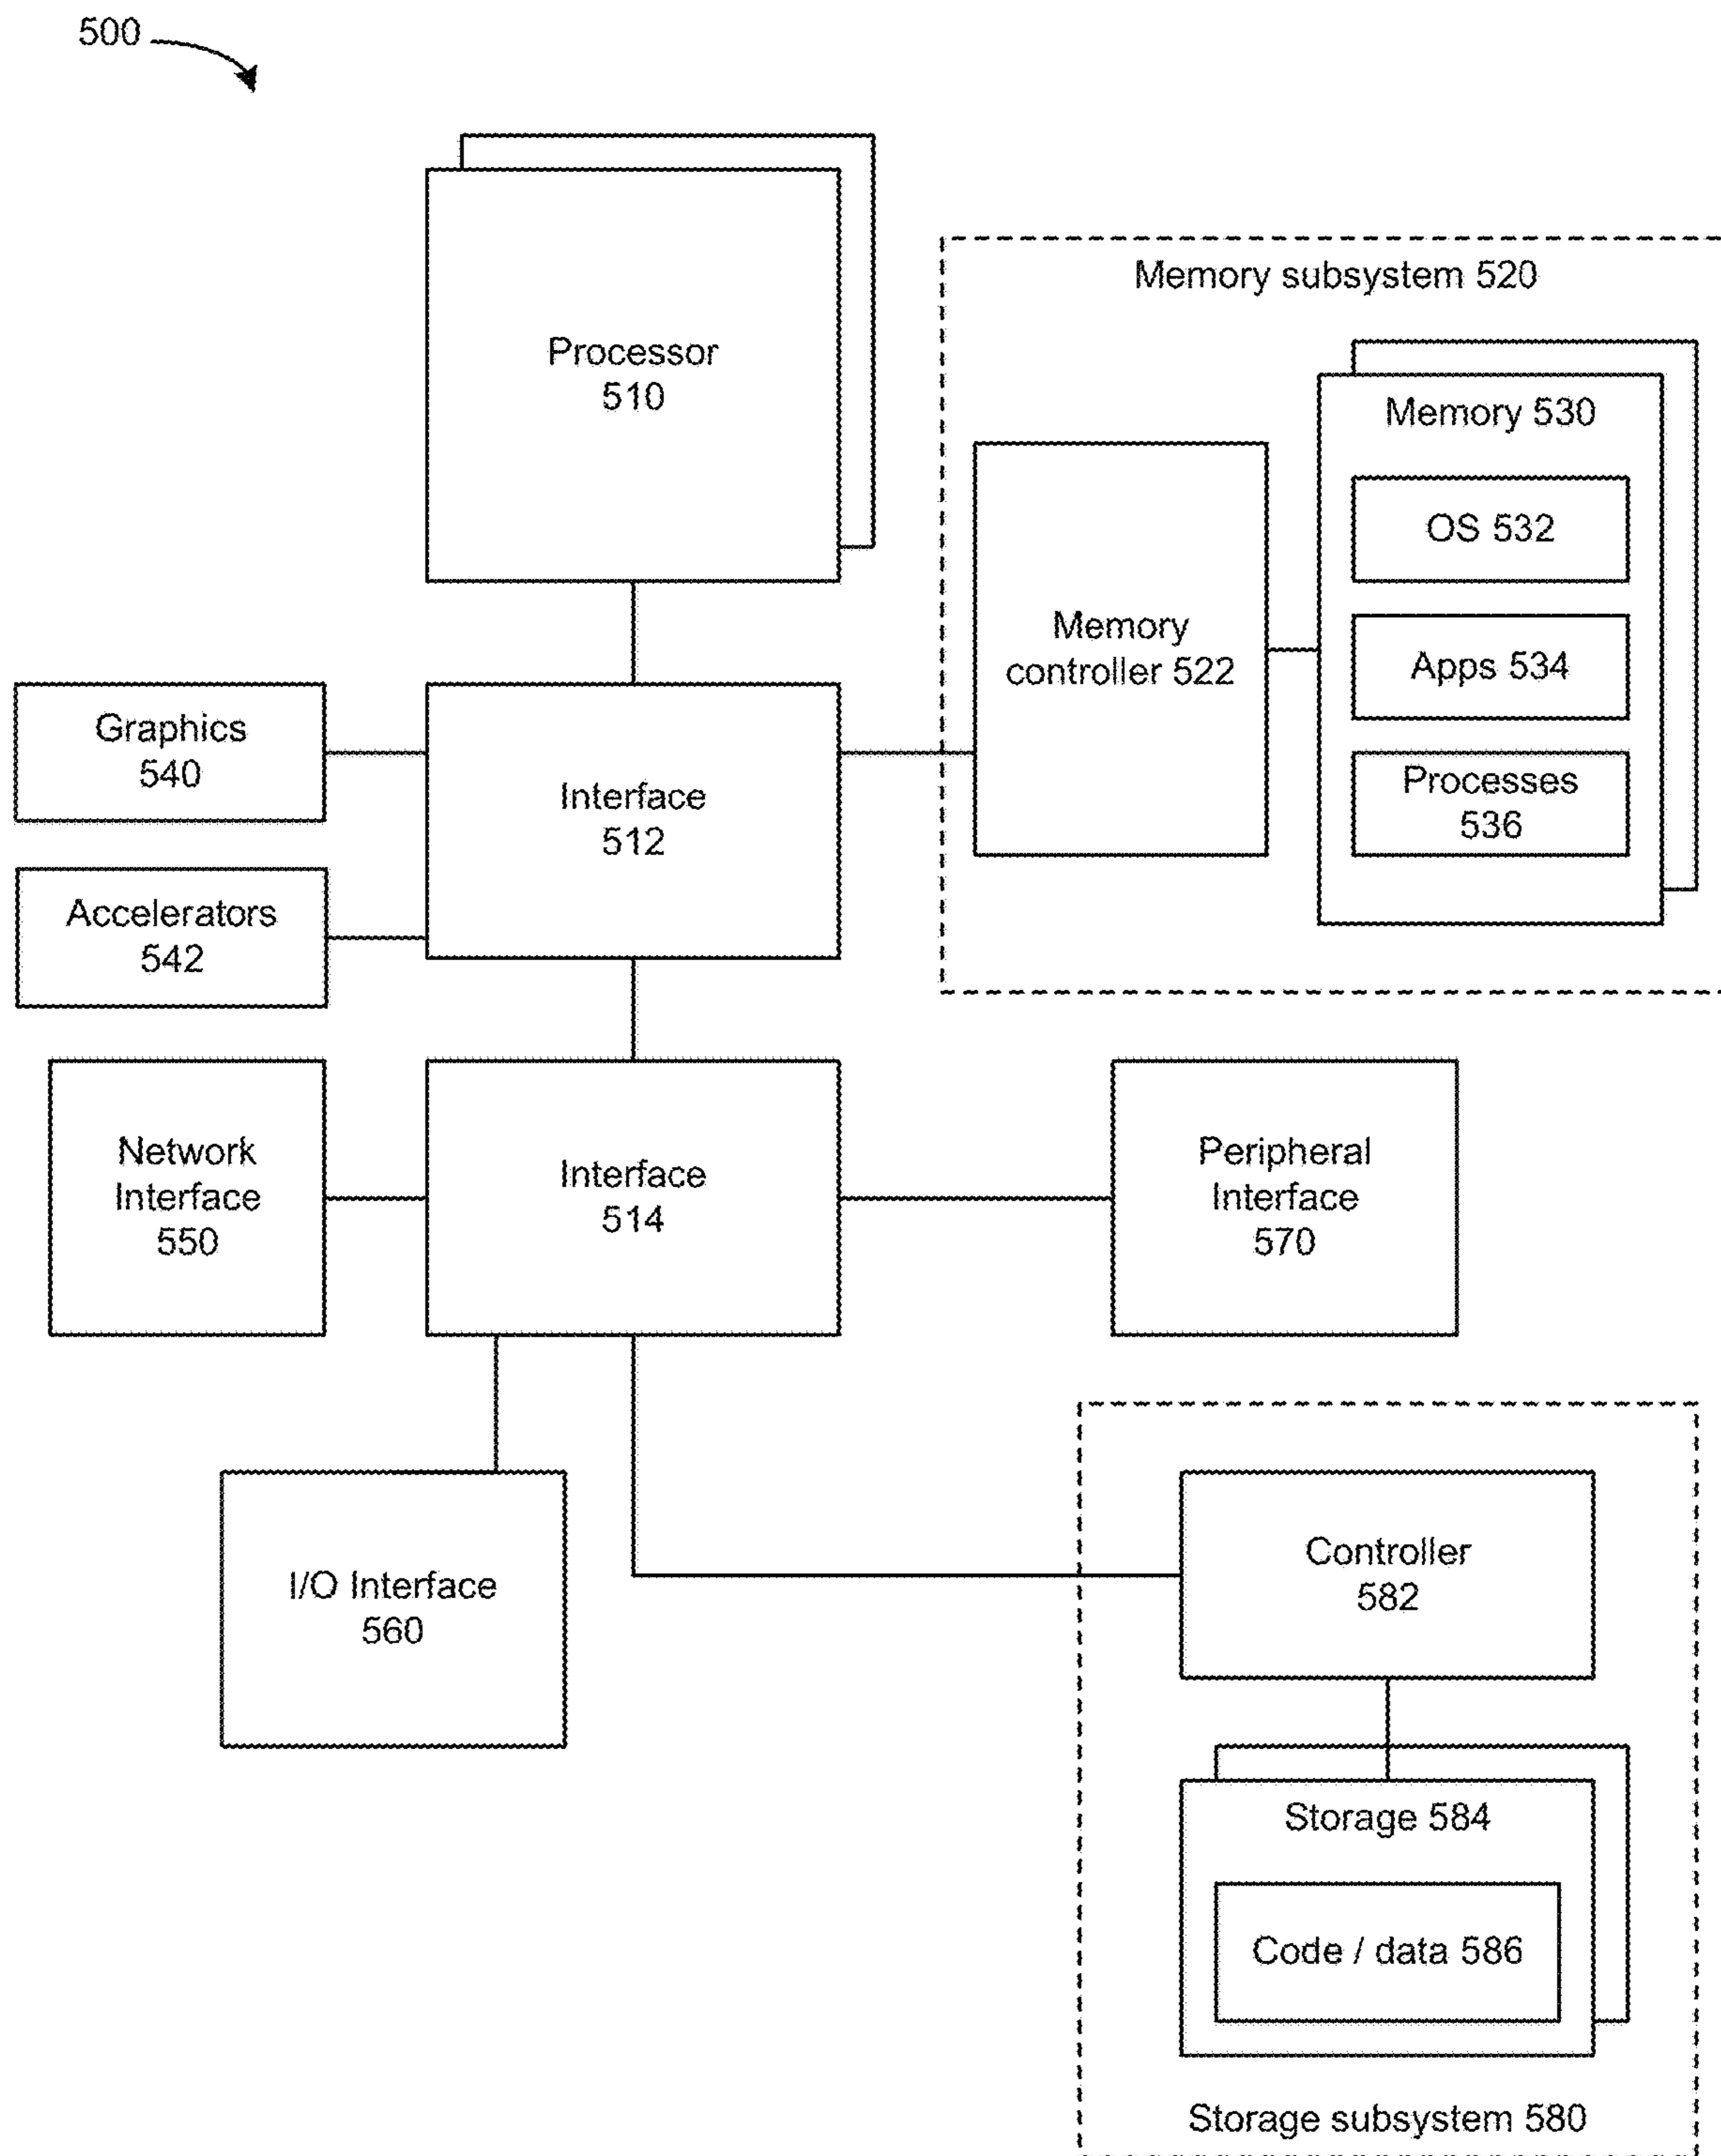 500
Processor
510
Memory subsystem 520
Memory 530
OS 532
Apps 534
Processes
536
Memory
controller 522
Graphics
540
Interface
512
Accelerators
542
Network
Interface
550
Interface
514
Peripheral
Interface
570
I/O Interface
560
Controller
582
Storage 584
Code / data 586
Storage subsystem 580